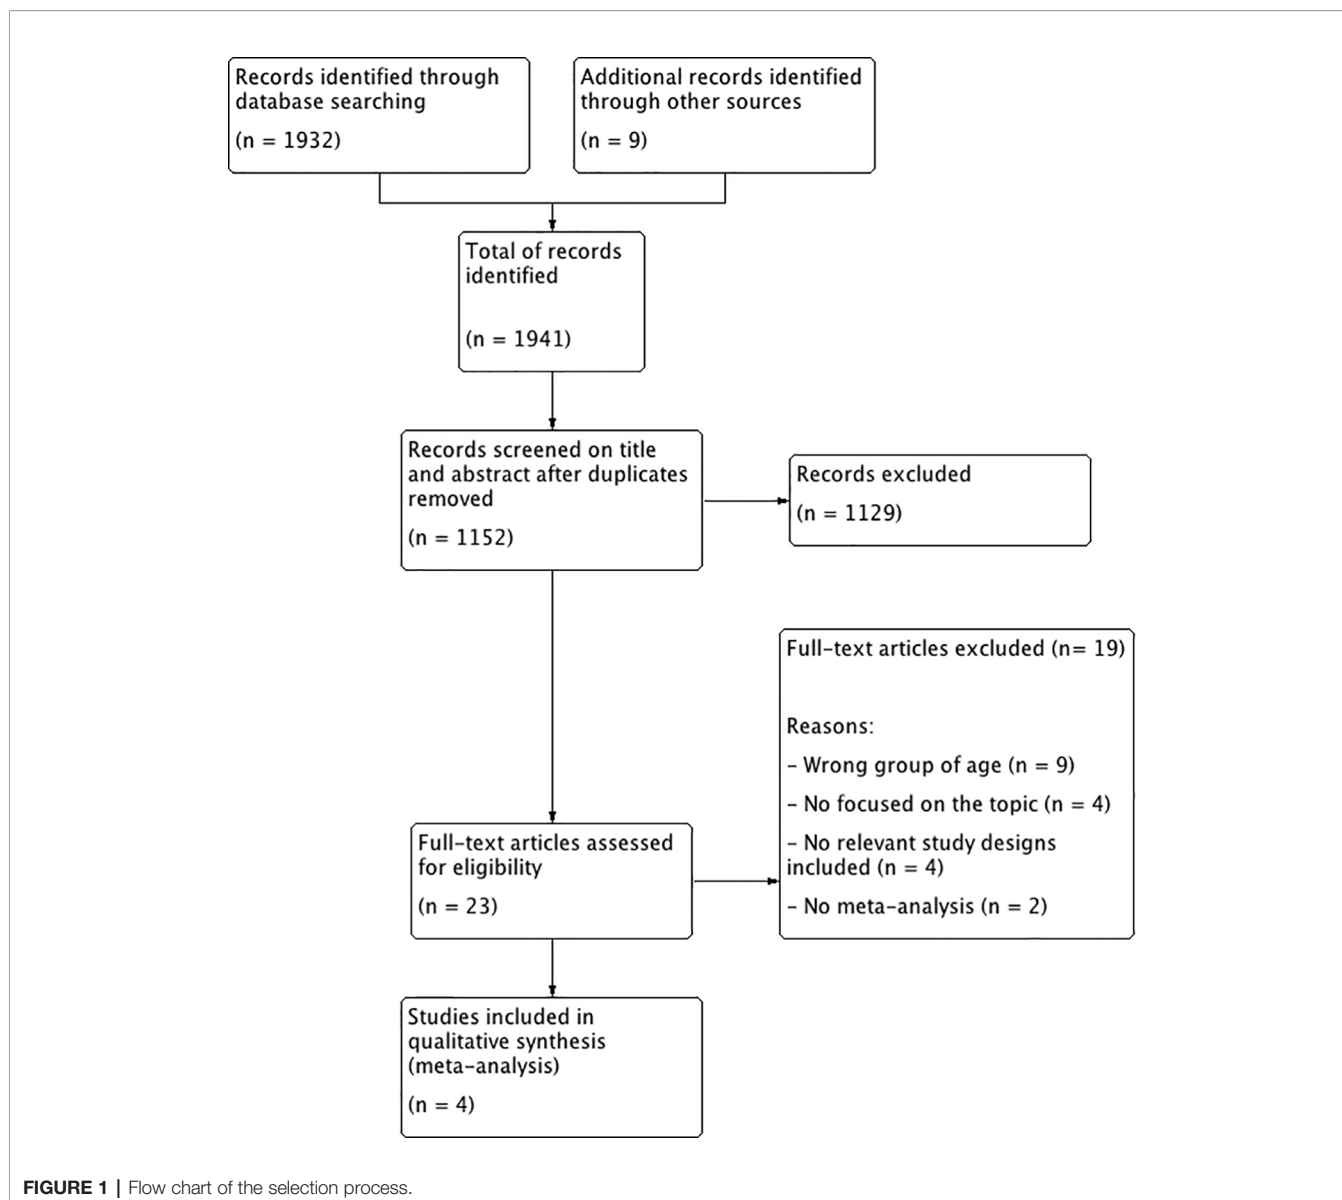 Records identified through
database searching
(n = 1932)
Additional records identified
through other sources
(n = 9)
Total of records
identified
(n = 1941)
Records screened on title
and abstract after duplicates
removed
(n = 1152)
Records excluded
(n = 1129)
Full-text articles excluded (n= 19)
Reasons:
- Wrong group of age (n = 9)
- No focused on the topic (n = 4)
- No relevant study designs
included (n = 4)
- No meta-analysis (n = 2)
Full-text articles assessed
for eligibility
(n = 23)
Studies included in
qualitative synthesis
(meta-analysis)
(n = 4)
FIGURE 1 | Flow chart of the selection process.